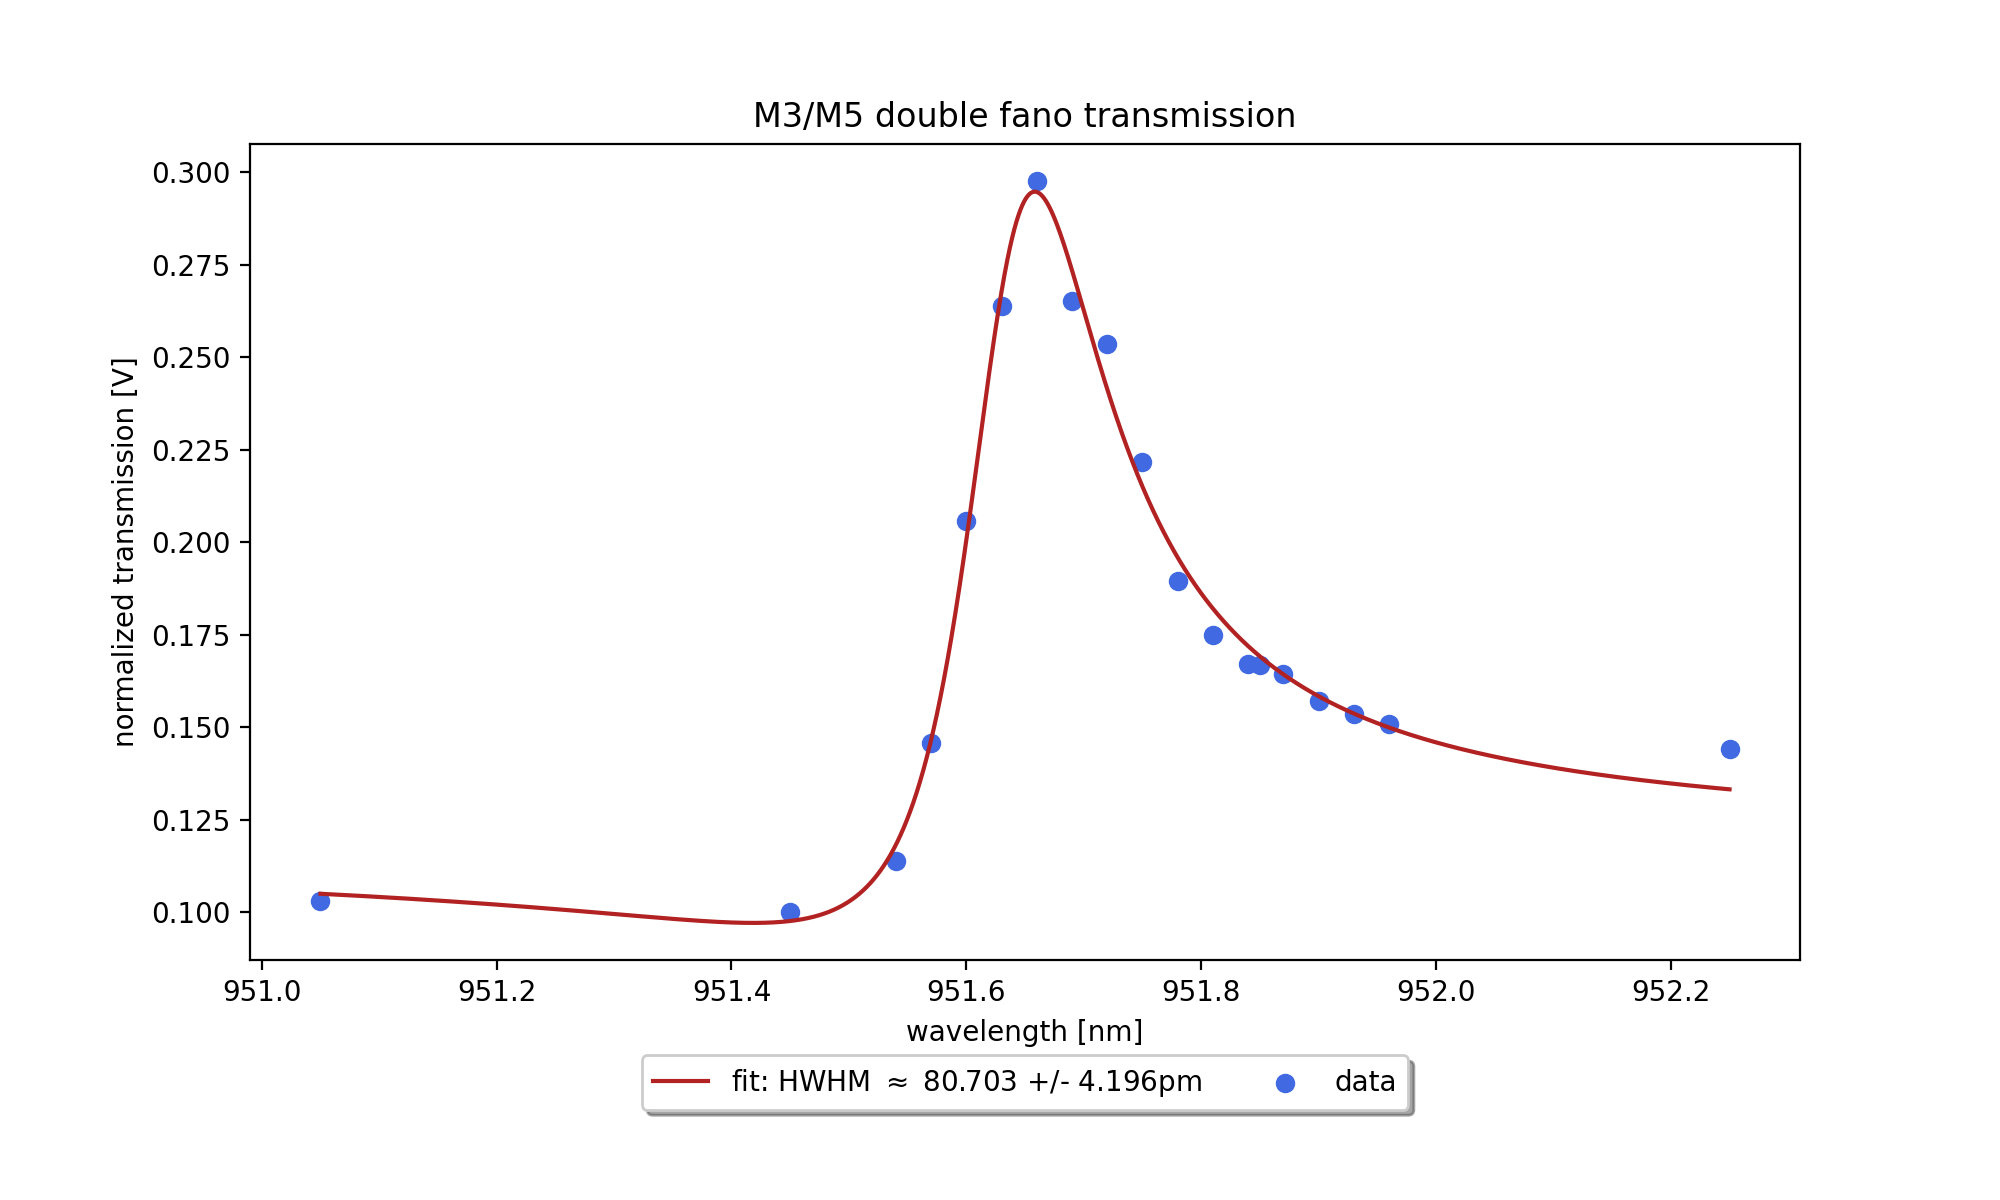 M3/M5 double fano transmission
normalized transmission [V]
0.300
0.275
0.250
0.225
0.200
0.175
0.150
0.125
0.100
951.0 951.2 951.4 951.6 951.8 952.0 952.2
wavelength [nm]
fit: HWHM ≈ 80.703 +/- 4.196pm data